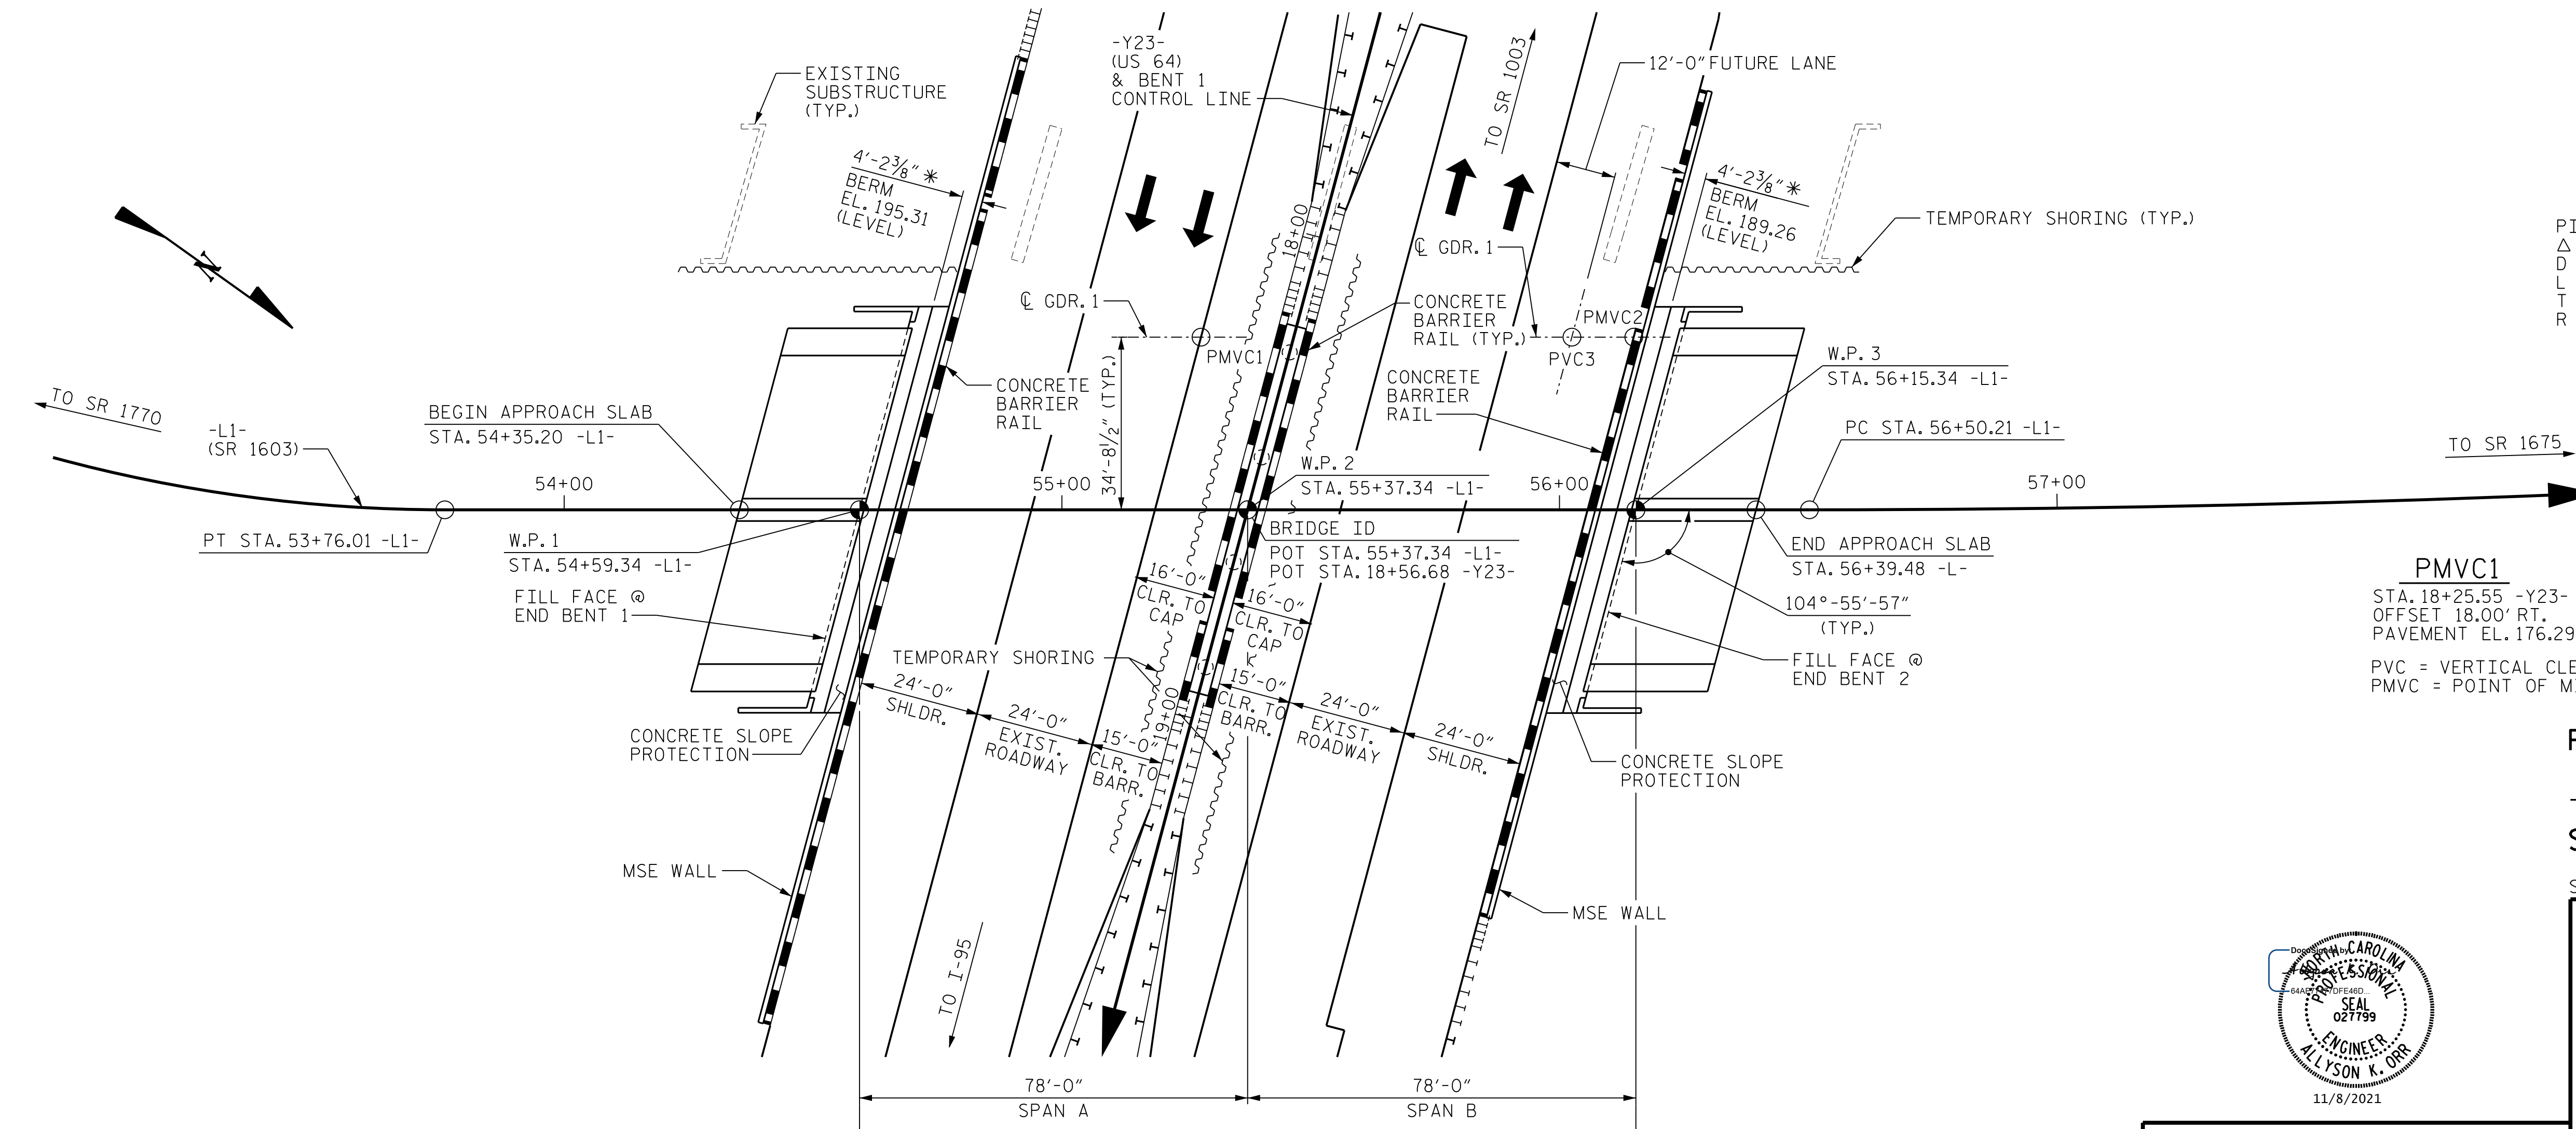 EXISTING
SUBSTRUCTURE
(TYP.)
-Y23-
(US 64)
& BENT 1
CONTROL LINE
TO SR 1003
12'-0" FUTURE LANE
4'-2⅜" *
BERM
EL. 195.31
(LEVEL)
4'-2⅜" *
BERM
EL. 189.26
(LEVEL)
TEMPORARY SHORING (TYP.)
N
18+00
℄ GDR. 1
℄ GDR. 1
CONCRETE
BARRIER
RAIL (TYP.)
PMVC1
PMVC2
PVC3
PI
Δ
D
L
T
R
W.P. 3
STA. 56+15.34 -L1-
CONCRETE
BARRIER
RAIL
CONCRETE
BARRIER
RAIL
34'-8½" (TYP.)
TO SR 1770
-L1-
(SR 1603)
BEGIN APPROACH SLAB
STA. 54+35.20 -L1-
PC STA. 56+50.21 -L1-
TO SR 1675
W.P. 2
STA. 55+37.34 -L1-
54+00
55+00
56+00
57+00
PT STA. 53+76.01 -L1-
W.P. 1
STA. 54+59.34 -L1-
BRIDGE ID
POT STA. 55+37.34 -L1-
POT STA. 18+56.68 -Y23-
END APPROACH SLAB
STA. 56+39.48 -L-
FILL FACE @
END BENT 1
16'-0"
CLR. TO
CAP
16'-0"
CLR. TO
CAP
104°-55'-57"
(TYP.)
PMVC1
STA. 18+25.55 -Y23-
OFFSET 18.00' RT.
PAVEMENT EL. 176.29
PVC = VERTICAL CLE
PMVC = POINT OF M
TEMPORARY SHORING
FILL FACE @
END BENT 2
24'-0"
SHLDR.
24'-0"
EXIST.
ROADWAY
15'-0"
CLR. TO
BARR.
19+00
15'-0"
CLR. TO
BARR.
24'-0"
EXIST.
ROADWAY
24'-0"
SHLDR.
CONCRETE SLOPE
PROTECTION
CONCRETE SLOPE
PROTECTION
MSE WALL
MSE WALL
TO I-95
DocuSigned by
NORTH CAROLINA
PROFESSIONAL
SEAL
027799
ENGINEER
ALLYSON K. ORR
11/8/2021
78'-0"
SPAN A
78'-0"
SPAN B